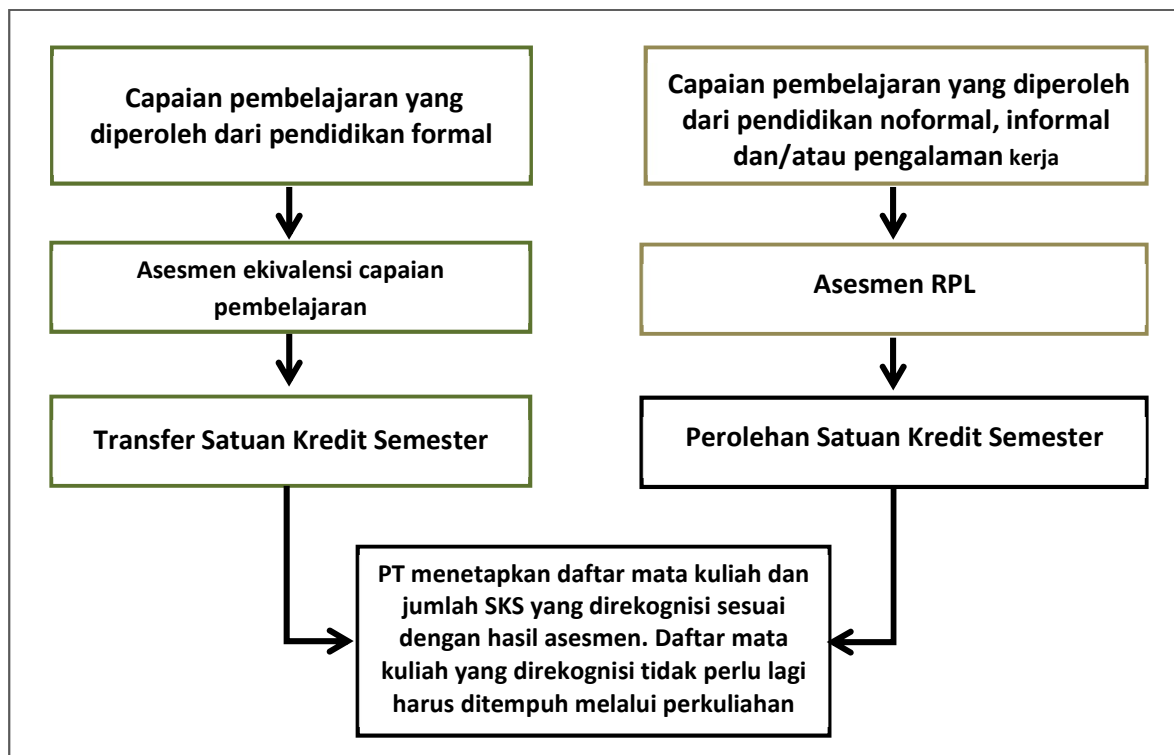 Capaian pembelajaran yang
diperoleh dari pendidikan formal
Asesmen ekivalensi capaian
pembelajaran
Transfer Satuan Kredit Semester
Capaian pembelajaran yang diperoleh
dari pendidikan noformal, informal
dan/atau pengalaman kerja
Asesmen RPL
Perolehan Satuan Kredit Semester
PT menetapkan daftar mata kuliah dan
jumlah SKS yang direkognisi sesuai
dengan hasil asesmen. Daftar mata
kuliah yang direkognisi tidak perlu lagi
harus ditempuh melalui perkuliahan